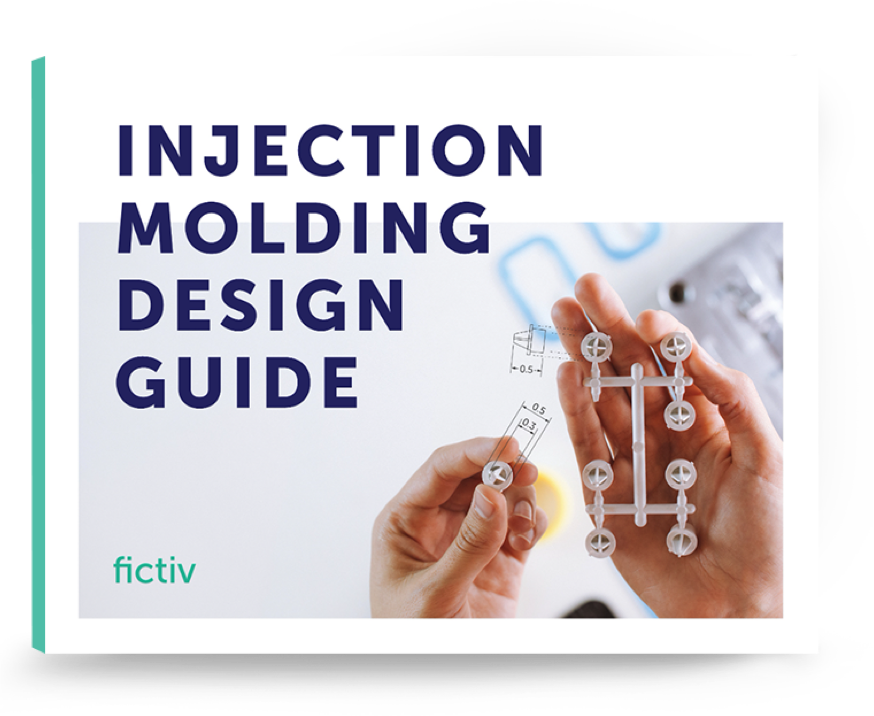 INJECTION
MOLDING
DESIGN
GUIDE
0.5
0.5
0.3
fictiv